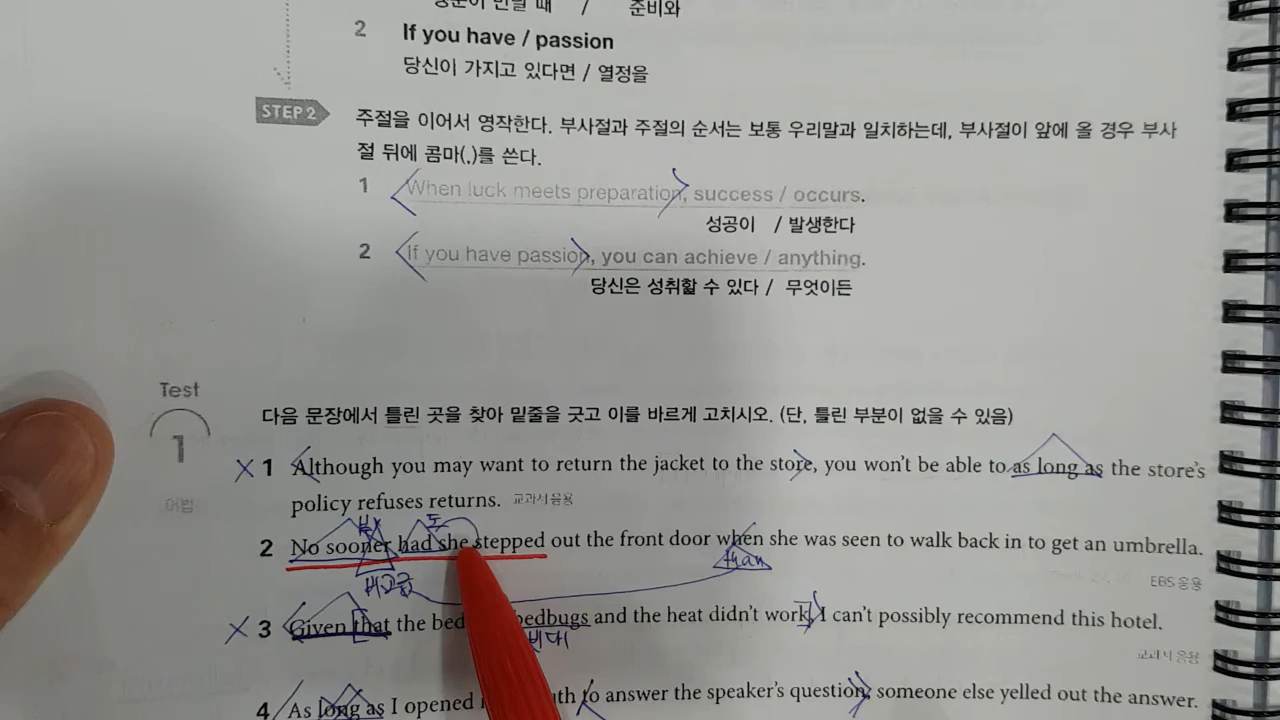 준비와
2 If you have / passion
당신이 가지고 있다면 / 열정을
STEP 2 주절을 이어서 영작한다. 부사절과 주절의 순서는 보통 우리말과 일치하는데, 부사절이 앞에 올 경우 부사
절 뒤에 콤마(,)를 쓴다.
1 When luck meets preparation, success / occurs.
성공이 / 발생한다
2 If you have passion, you can achieve / anything.
당신은 성취할 수 있다 / 무엇이든
Test
1
어법
다음 문장에서 틀린 곳을 찾아 밑줄을 긋고 이를 바르게 고치시오. (단, 틀린 부분이 없을 수 있음)
X 1 Although you may want to return the jacket to the store, you won't be able to as long as the store's
policy refuses returns. 교과서 응용
부 도
2 No sooner had she stepped out the front door when she was seen to walk back in to get an umbrella.
than
비교급
EBS 응용
X 3 Given that the bed bedbugs and the heat didn't work, I can't possibly recommend this hotel.
빈대
교과서 응용
4 As long as I opened to answer the speaker's question, someone else yelled out the answer.